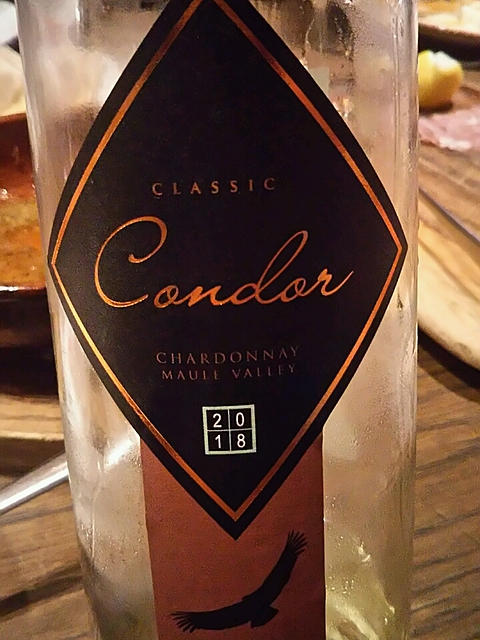 CLASSIC
Condor
CHARDONNAY
MAULE VALLEY
20
18